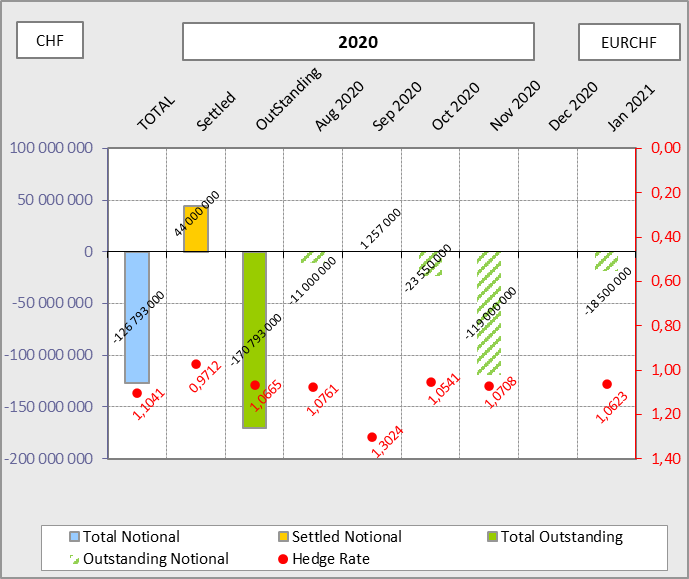 CHF
2020
EURCHF
TOTAL
Settled
OutStanding
Aug 2020
Sep 2020
Oct 2020
Nov 2020
Dec 2020
Jan 2021
100 000 000
50 000 000
0
-50 000 000
-100 000 000
-150 000 000
-200 000 000
0,00
0,20
0,40
0,60
0,80
1,00
1,20
1,40
-126 793 000
44 000 000
-170 793 000
-11 000 000
1 257 000
-23 550 000
-119 000 000
-18 500 000
1,1041
0,9712
1,0665
1,0761
1,3024
1,0541
1,0708
1,0623
Total Notional
Settled Notional
Total Outstanding
Outstanding Notional
Hedge Rate